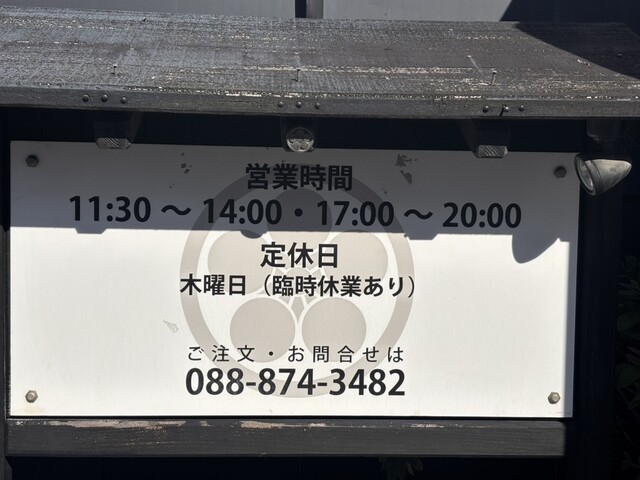 営業時間
11:30 〜 14:00・17:00 〜 20:00
定休日
木曜日（臨時休業あり）
ご注文・お問合せは
088-874-3482